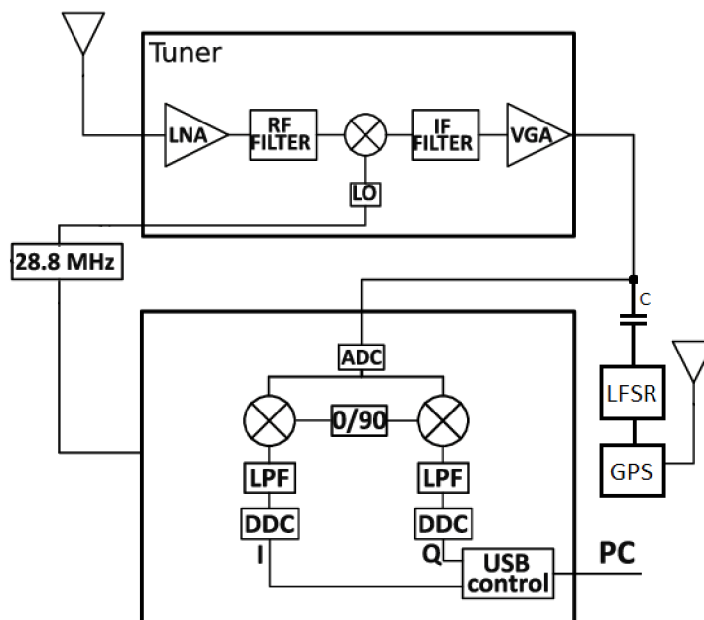 Tuner
LNA
RF
FILTER
IF
FILTER
VGA
LO
28.8 MHz
C
ADC
LFSR
0/90
GPS
LPF
LPF
DDC
DDC
I
Q
USB
control
PC